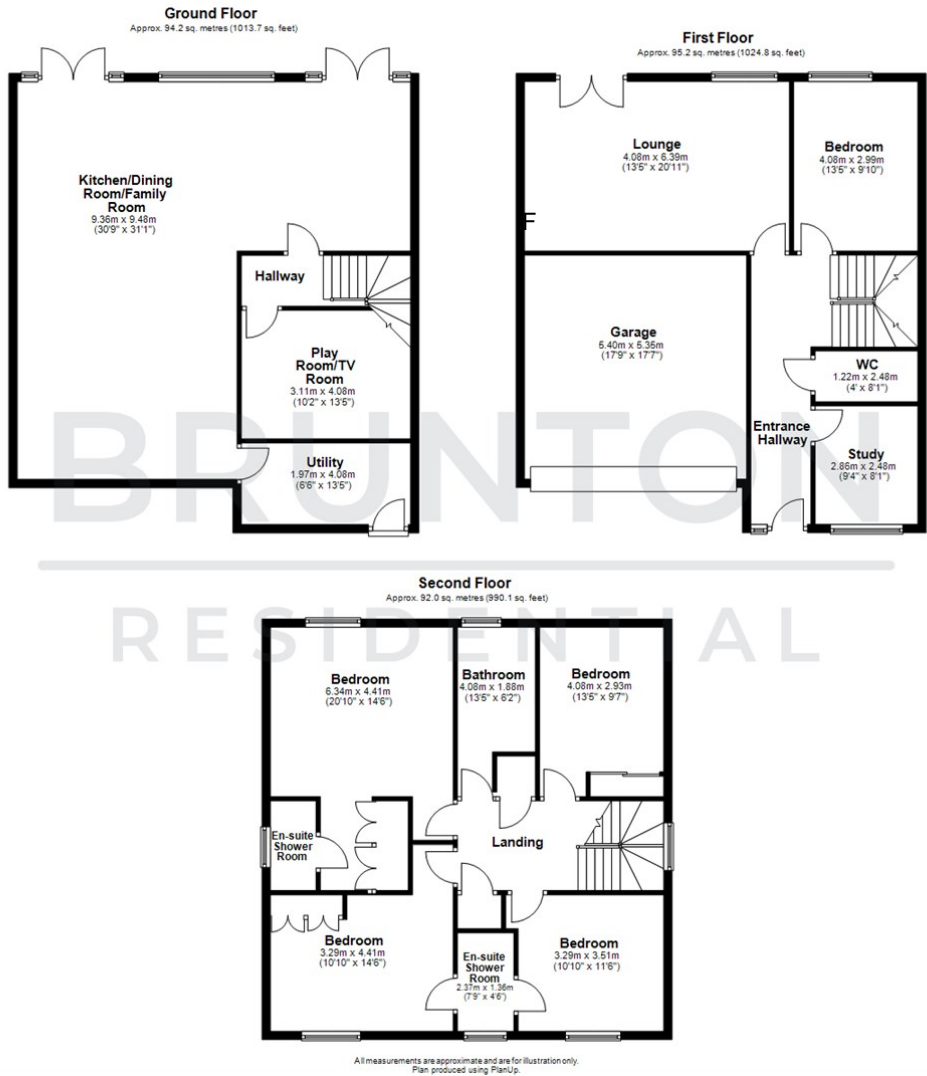 Ground Floor
Approx. 94.2 sq. metres (1013.7 sq. feet)
Kitchen/Dining
Room/Family
Room
9.36m x 9.48m
(30'9" x 31'1")
Hallway
Play
Room/TV
Room
3.11m x 4.08m
(10'2" x 13'5")
Utility
1.97m x 4.08m
(6'6" x 13'5")
First Floor
Approx. 95.2 sq. metres (1024.8 sq. feet)
Lounge
4.08m x 6.39m
(13'5" x 20'11")
Bedroom
4.08m x 2.99m
(13'5" x 9'10")
F
Garage
5.40m x 5.35m
(17'9" x 17'7")
WC
1.22m x 2.48m
(4' x 8'1")
Entrance
Hallway
Study
2.86m x 2.48m
(9'4" x 8'1")
BRUNTON
RESIDENTIAL
Second Floor
Approx. 92.0 sq. metres (990.1 sq. feet)
Bedroom
6.34m x 4.41m
(20'10" x 14'6")
Bathroom
4.08m x 1.88m
(13'5" x 6'2")
Bedroom
4.08m x 2.93m
(13'5" x 9'7")
En-suite
Shower
Room
Landing
Bedroom
3.29m x 4.41m
(10'10" x 14'6")
En-suite
Shower
Room
2.37m x 1.36m
(7'9" x 4'6")
Bedroom
3.29m x 3.51m
(10'10" x 11'6")
All measurements are approximate and are for illustration only.
Plan produced using PlanUp.